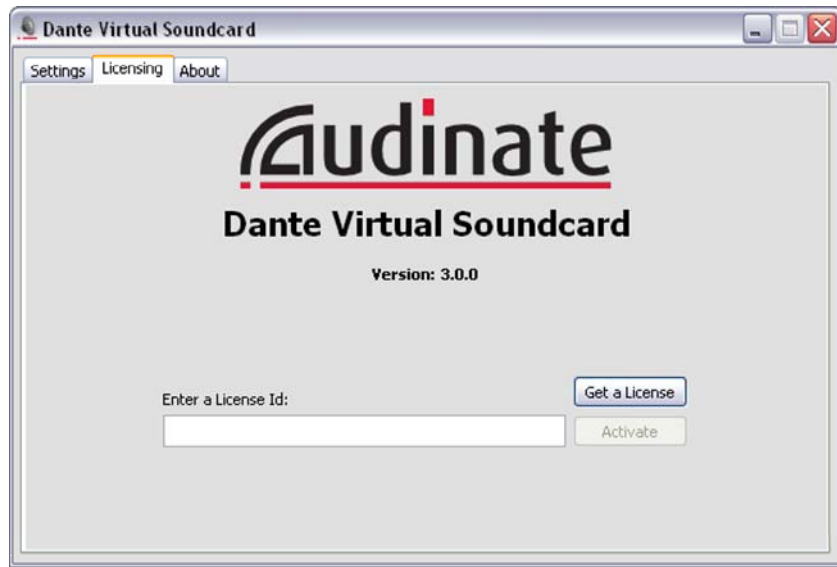 Dante Virtual Soundcard
Settings Licensing About
Audinate
Dante Virtual Soundcard
Version: 3.0.0
Get a License
Enter a License Id:
Activate